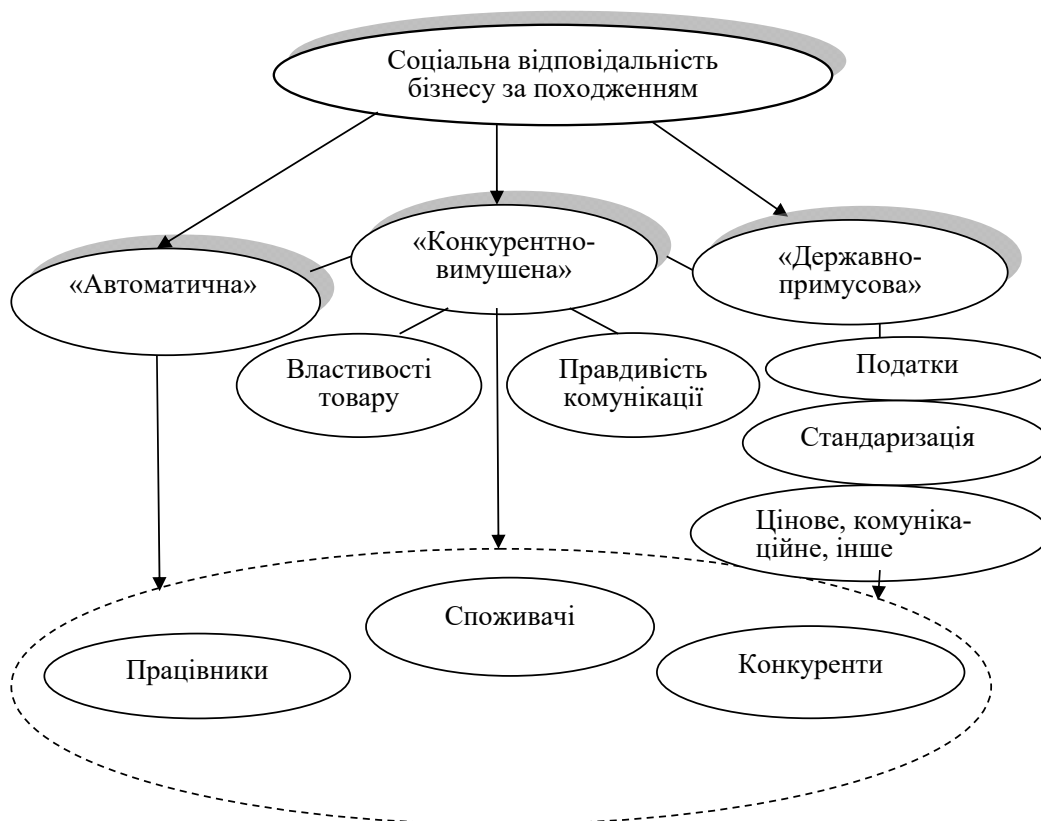 Соціальна відповідальність
бізнесу за походженням
«Автоматична»
«Конкурентно-
вимушена»
«Державно-
примусова»
Властивості
товару
Правдивість
комунікації
Податки
Стандаризація
Цінове, комуніка-
ційне, інше
Працівники
Споживачі
Конкуренти